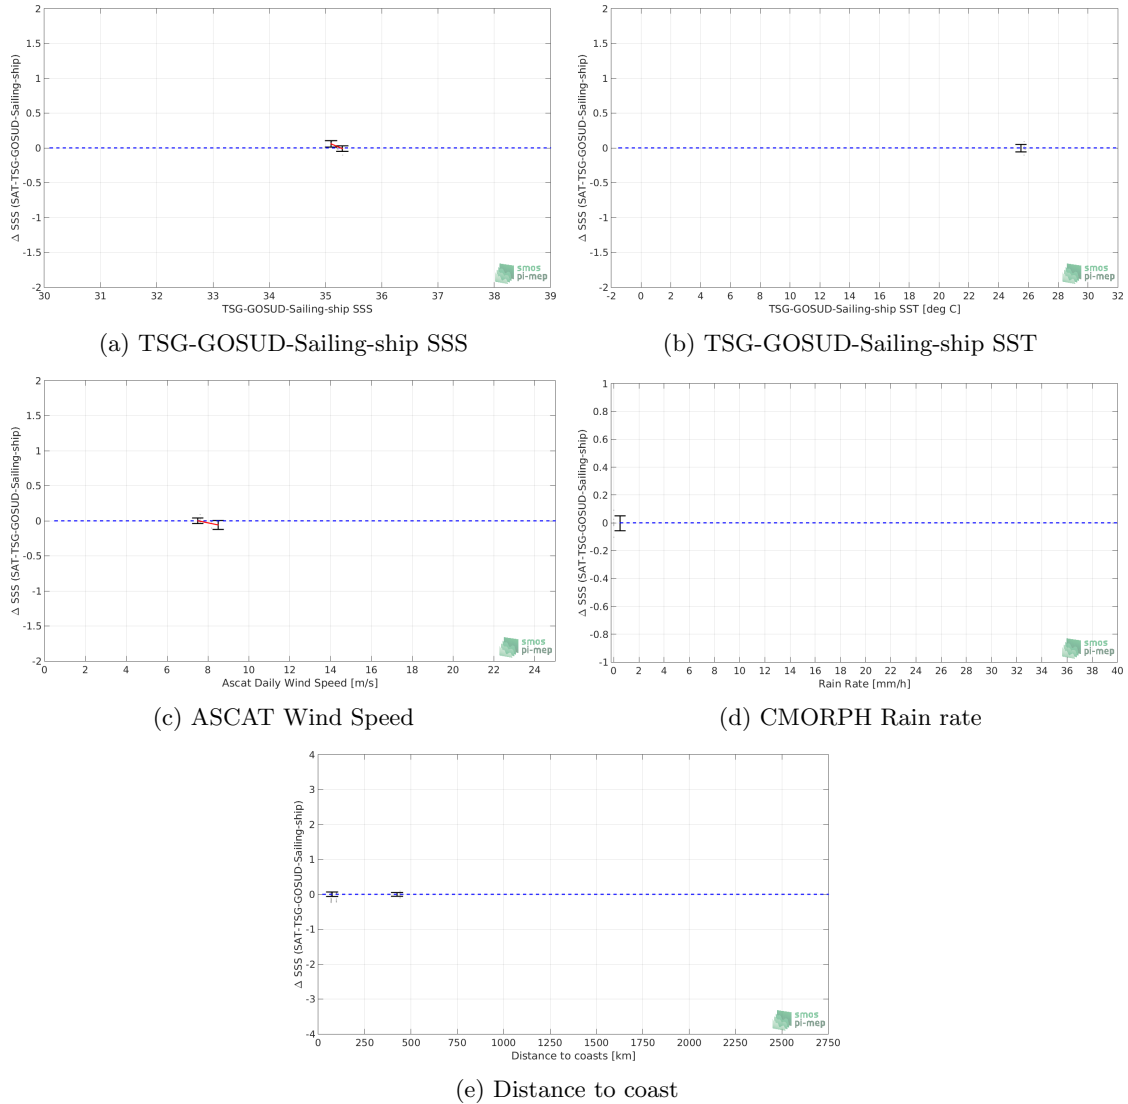 2
1.5
1
0.5
0
-0.5
-1
-1.5
-2
Δ SSS (SAT-TSG-GOSUD-Sailing-ship)
30 31 32 33 34 35 36 37 38 39
TSG-GOSUD-Sailing-ship SSS
smos
pi-mep
(a) TSG-GOSUD-Sailing-ship SSS
2
1.5
1
0.5
0
-0.5
-1
-1.5
-2
Δ SSS (SAT-TSG-GOSUD-Sailing-ship)
-2 0 2 4 6 8 10 12 14 16 18 20 22 24 26 28 30 32
TSG-GOSUD-Sailing-ship SST [deg C]
smos
pi-mep
(b) TSG-GOSUD-Sailing-ship SST
2
1.5
1
0.5
0
-0.5
-1
-1.5
-2
Δ SSS (SAT-TSG-GOSUD-Sailing-ship)
0 2 4 6 8 10 12 14 16 18 20 22 24
Ascat Daily Wind Speed [m/s]
smos
pi-mep
(c) ASCAT Wind Speed
1
0.8
0.6
0.4
0.2
0
-0.2
-0.4
-0.6
-0.8
-1
Δ SSS (SAT-TSG-GOSUD-Sailing-ship)
0 2 4 6 8 10 12 14 16 18 20 22 24 26 28 30 32 34 36 38 40
Rain Rate [mm/h]
smos
pi-mep
(d) CMORPH Rain rate
4
3
2
1
0
-1
-2
-3
-4
Δ SSS (SAT-TSG-GOSUD-Sailing-ship)
0 250 500 750 1000 1250 1500 1750 2000 2250 2500 2750
Distance to coasts [km]
smos
pi-mep
(e) Distance to coast